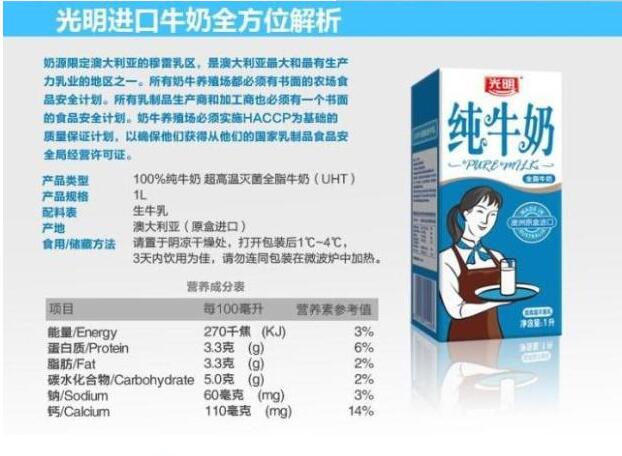 光明进口牛奶全方位解析
奶源限定澳大利亚的穆雷乳区，是澳大利亚最大和最有生产
力乳业的地区之一。所有奶牛养殖场都必须有书面的农场食
品安全计划。所有乳制品生产商和加工商也必须有一个书面
的食品安全计划。奶牛养殖场必须实施HACCP为基础的
质量保证计划，以确保他们获得从他们的国家乳制品食品安
全局经营许可证。
产品类型 100%纯牛奶 超高温灭菌全脂牛奶（UHT）
产品规格 1L
配料表 生牛乳
产地 澳大利亚（原盒进口）
食用/储藏方法 请置于阴凉干燥处，打开包装后1℃~4℃，
3天内饮用为佳，请勿连同包装在微波炉中加热。
营养成分表
项目 每100毫升 营养素参考值
能量/Energy 270千焦 (KJ) 3%
蛋白质/Protein 3.3克 (g) 6%
脂肪/Fat 3.3克 (g) 2%
碳水化合物/Carbohydrate 5.0克 (g) 2%
钠/Sodium 60毫克 (mg) 3%
钙/Calcium 110毫克 (mg) 14%
光明
纯牛奶
PURE MILK
全脂牛奶
MADE IN
澳洲原盒进口
AUSTRALIA
净含量:1升